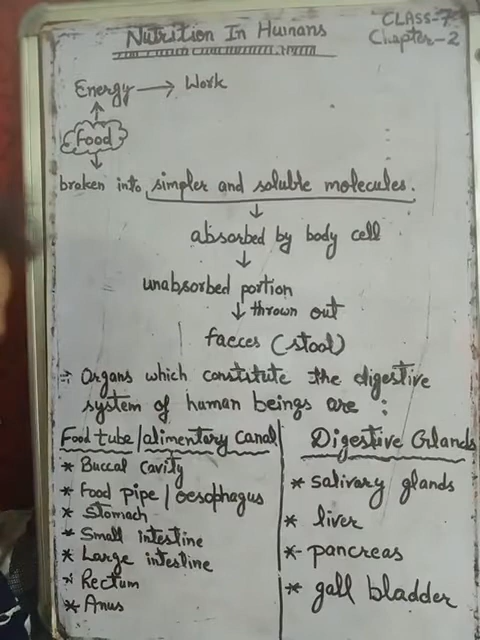 Nutrition In Humans
CLASS-7
Chapter-2
Energy → Work
↑
Food
↓
broken into simpler and soluble molecules.
↓
absorbed by body cell
↓
unabsorbed portion
↓ thrown out
faeces (stool)
:- Organs which constitute the digestive
system of human beings are :
Food tube/alimentary canal
* Buccal cavity
* Food pipe/oesophagus
* Stomach
* Small intestine
* Large intestine
* Rectum
* Anus
Digestive Glands
* salivary glands
* liver
* pancreas
* gall bladder